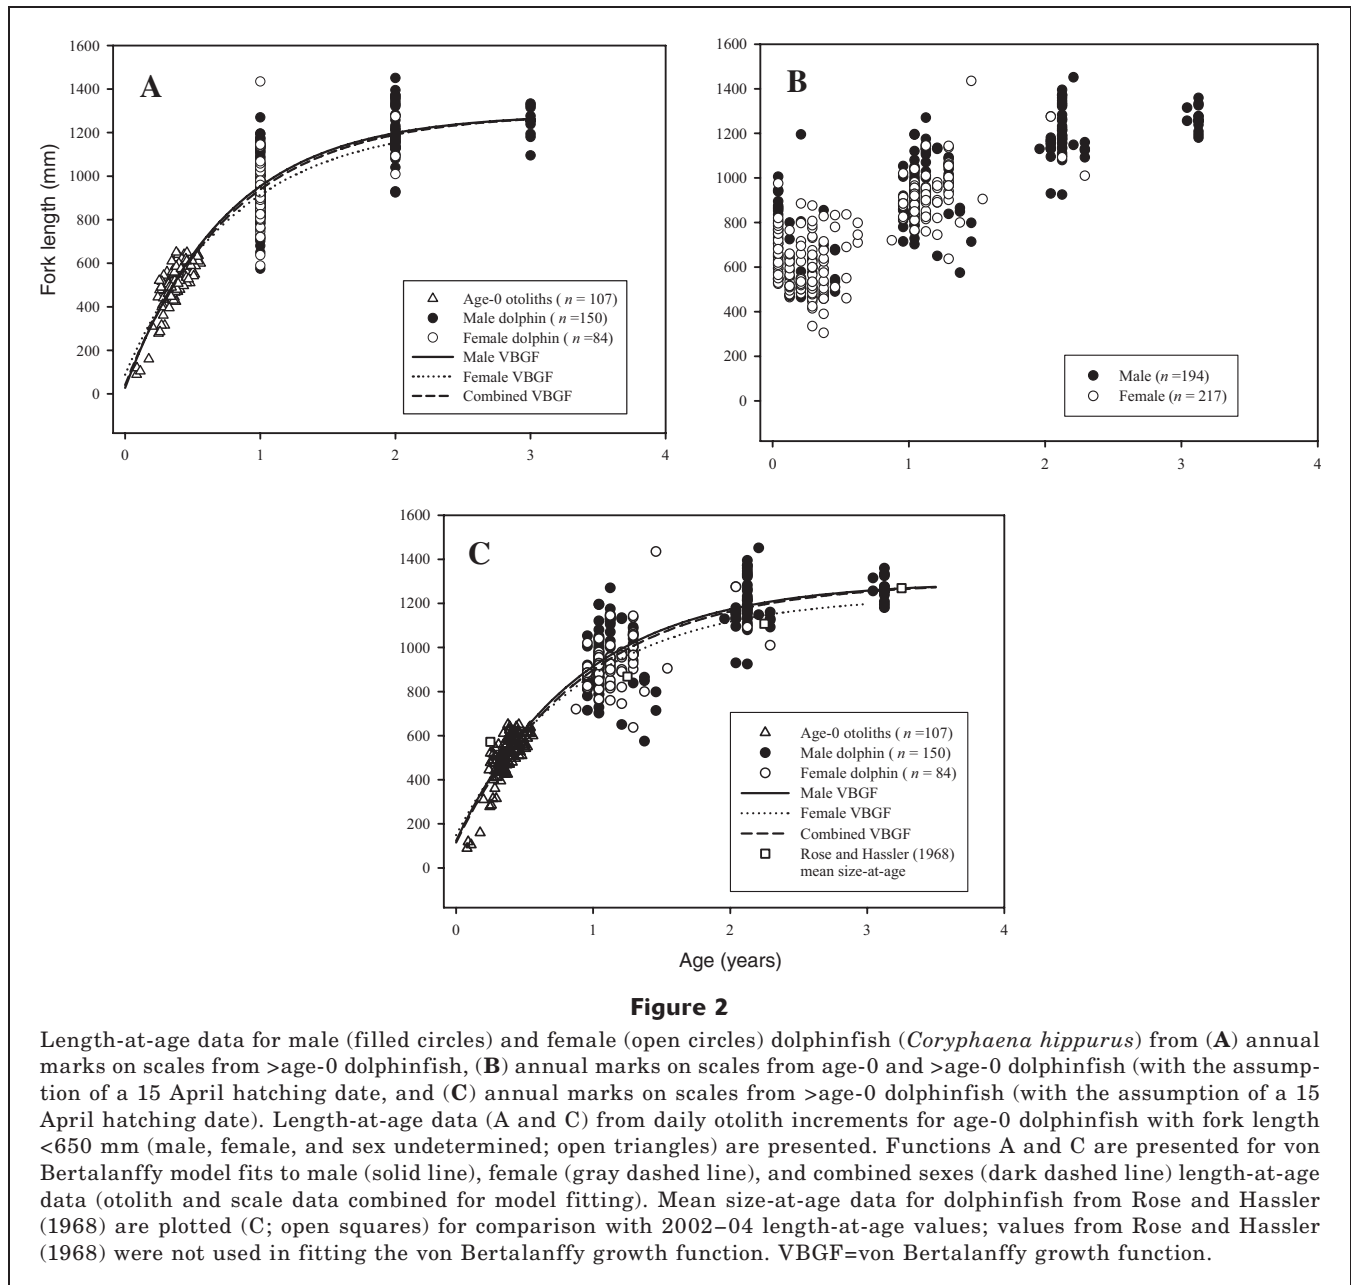 A
1600
1400
1200
1000
800
600
400
200
0
Fork length (mm)
Age-0 otoliths ( n = 107)
Male dolphin ( n =150)
Female dolphin ( n =84)
Male VBGF
Female VBGF
Combined VBGF
0 1 2 3 4
B
1600
1400
1200
1000
800
600
400
200
0
Male (n =194)
Female (n = 217)
0 1 2 3 4
C
1600
1400
1200
1000
800
600
400
200
0
Age-0 otoliths ( n =107)
Male dolphin ( n = 150)
Female dolphin ( n = 84)
Male VBGF
Female VBGF
Combined VBGF
Rose and Hassler (1968)
mean size-at-age
0 1 2 3 4
Age (years)
Figure 2
Length-at-age data for male (filled circles) and female (open circles) dolphinfish (Coryphaena hippurus) from (A) annual
marks on scales from >age-0 dolphinfish, (B) annual marks on scales from age-0 and >age-0 dolphinfish (with the assump-
tion of a 15 April hatching date, and (C) annual marks on scales from >age-0 dolphinfish (with the assumption of a 15
April hatching date). Length-at-age data (A and C) from daily otolith increments for age-0 dolphinfish with fork length
<650 mm (male, female, and sex undetermined; open triangles) are presented. Functions A and C are presented for von
Bertalanffy model fits to male (solid line), female (gray dashed line), and combined sexes (dark dashed line) length-at-age
data (otolith and scale data combined for model fitting). Mean size-at-age data for dolphinfish from Rose and Hassler
(1968) are plotted (C; open squares) for comparison with 2002–04 length-at-age values; values from Rose and Hassler
(1968) were not used in fitting the von Bertalanffy growth function. VBGF=von Bertalanffy growth function.